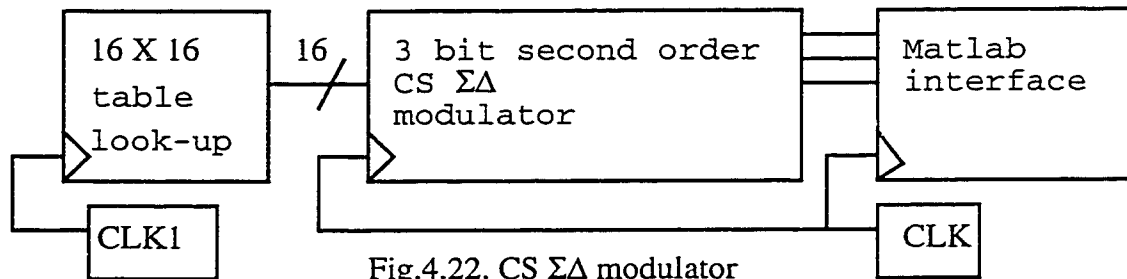 16 X 16
table
look-up
16
3 bit second order
CS ΣΔ
modulator
Matlab
interface
CLK1
CLK
Fig.4.22. CS ΣΔ modulator